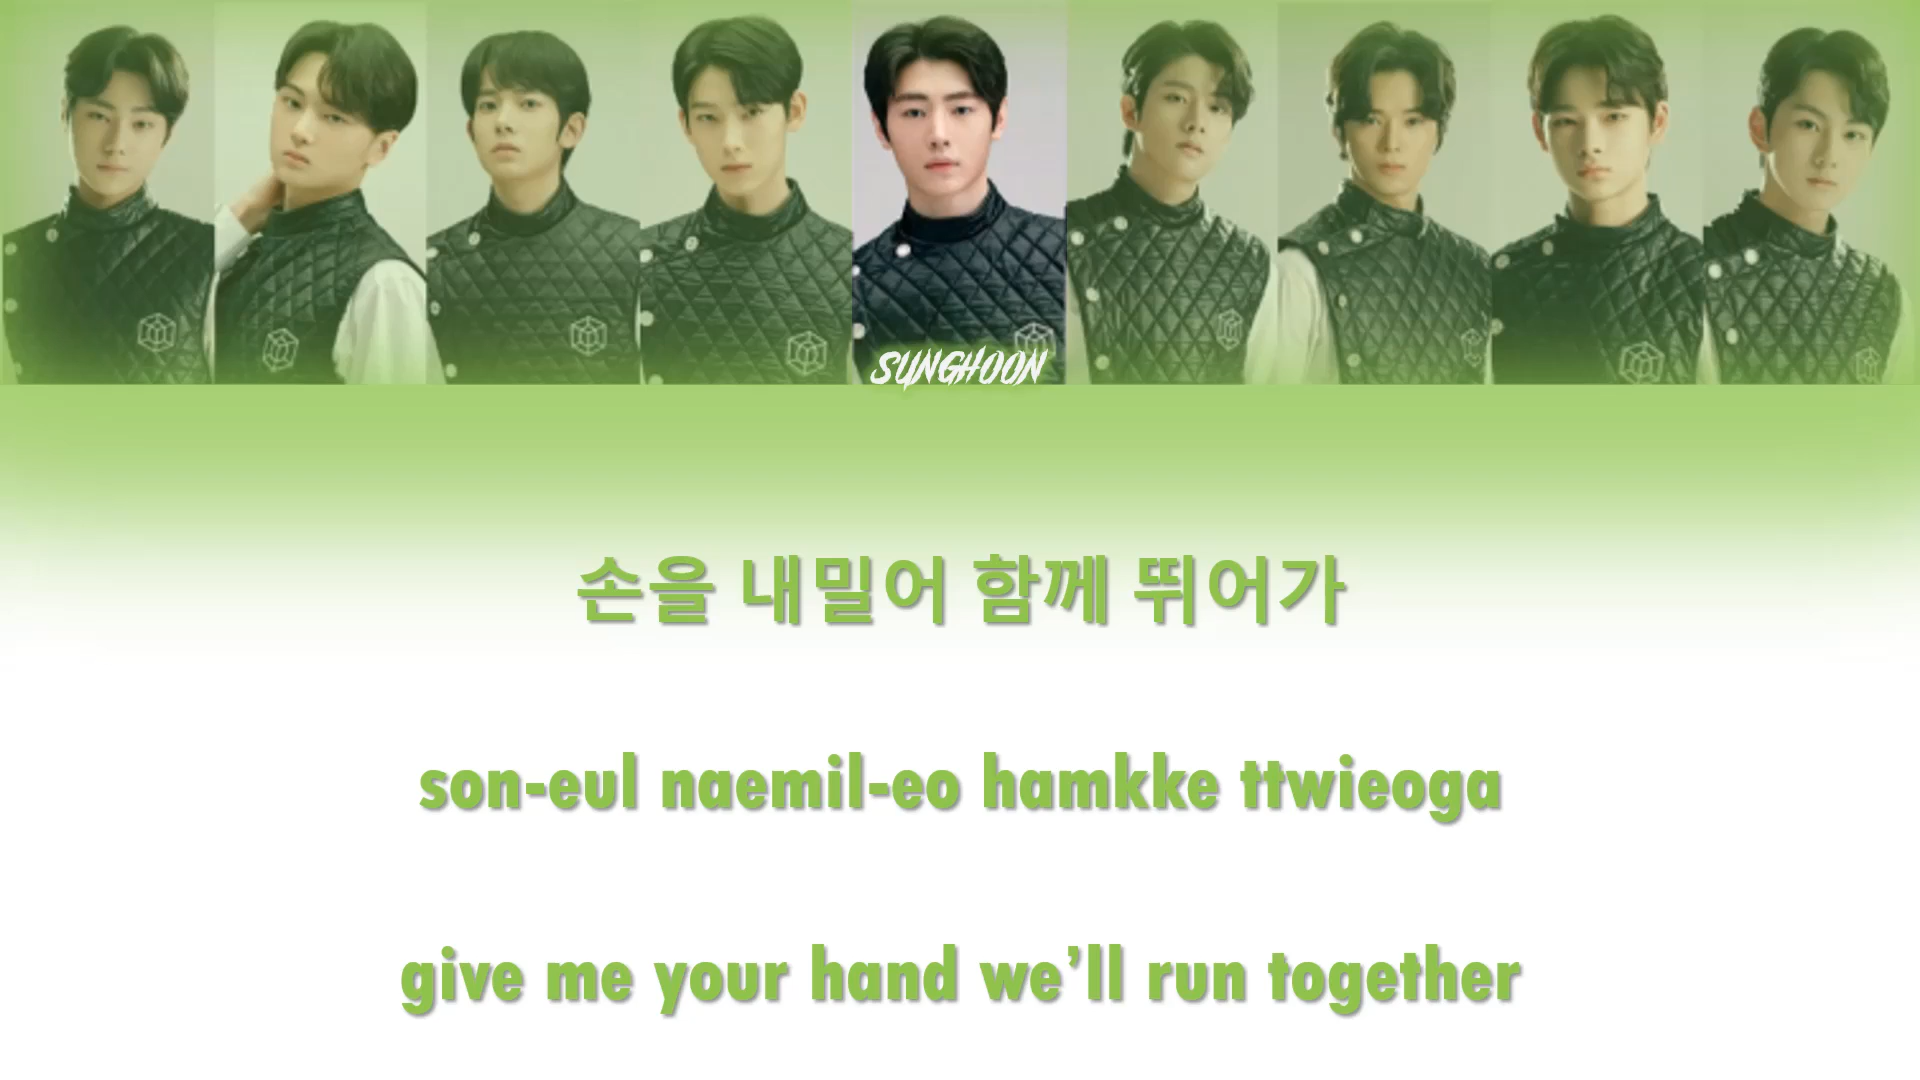 SUNGHOON
손을 내밀어 함께 뛰어가
son-eul naemil-eo hamkke ttwieoga
give me your hand we’ll run together